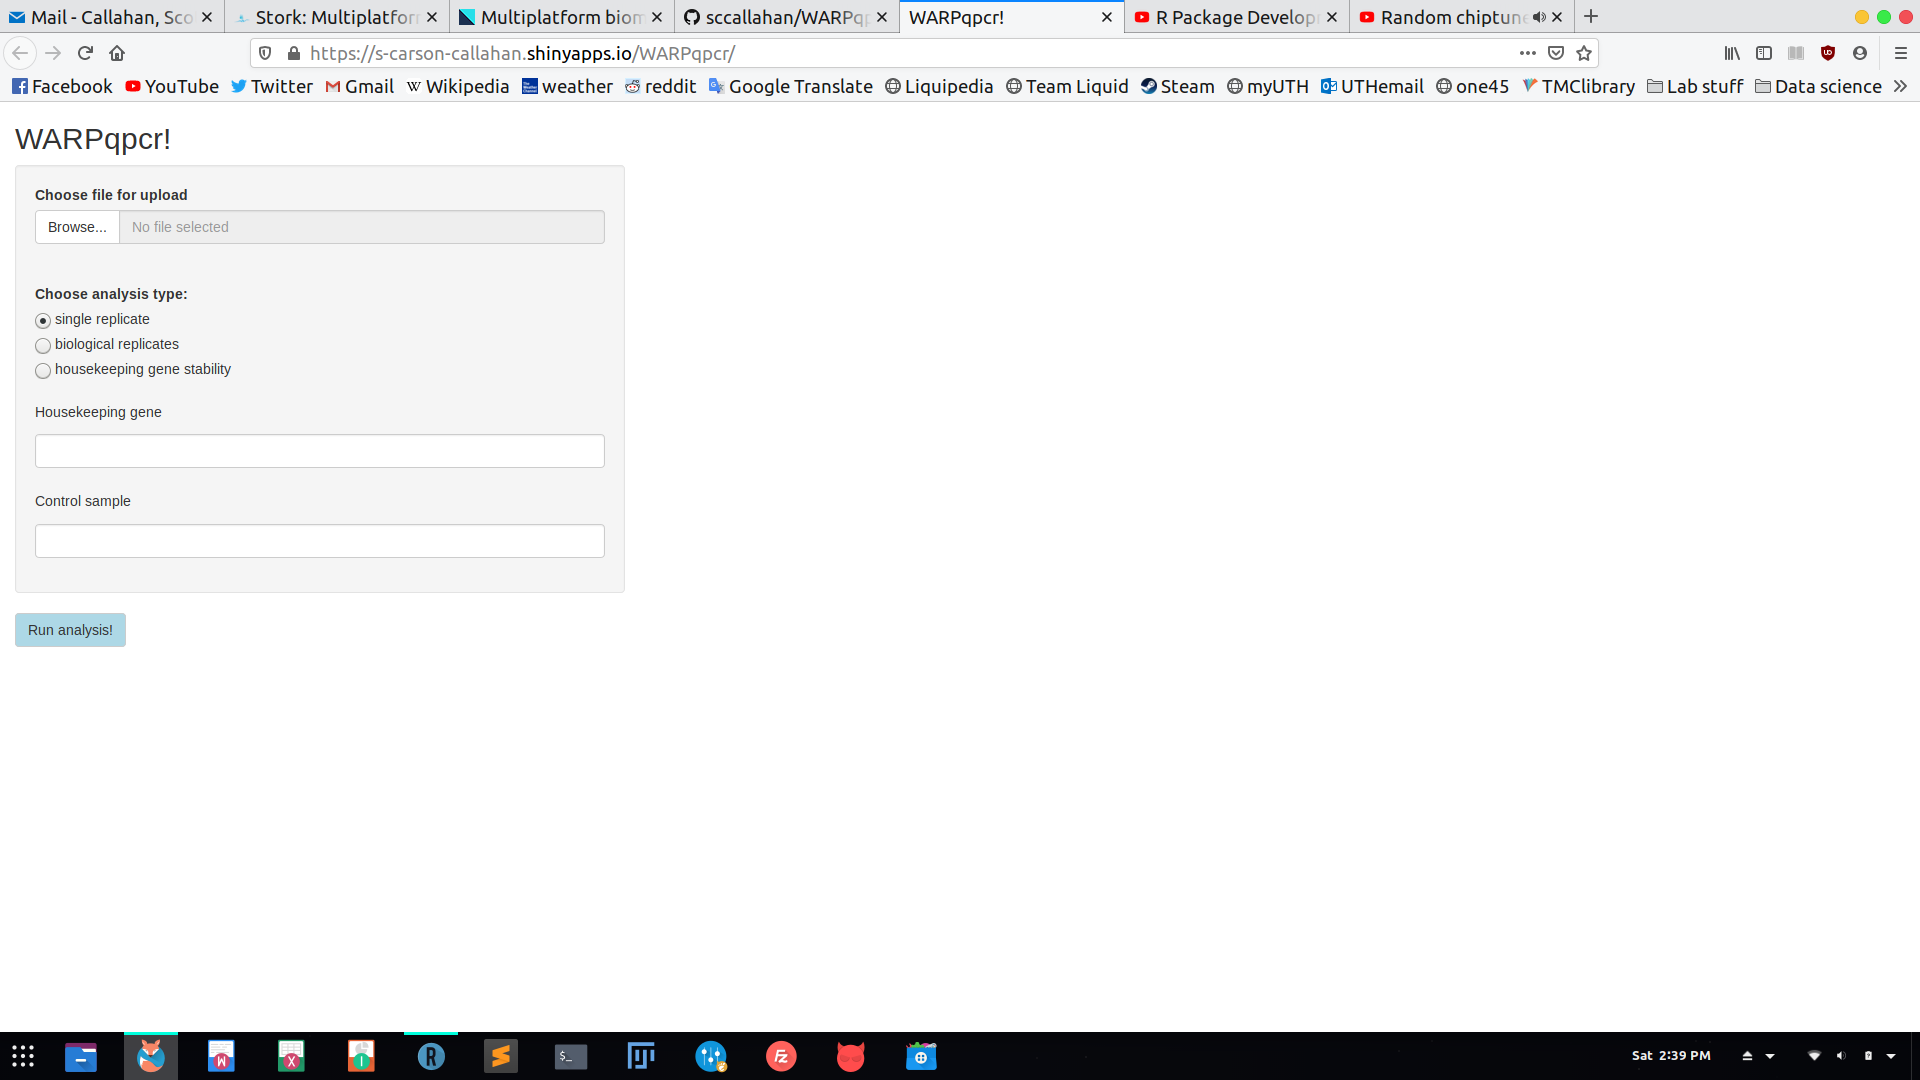 Mail - Callahan, Sco
Stork: Multiplatfor
Multiplatform biom
sccallahan/WARPqp
WARPqpcr!
R Package Develop
Random chiptune
https://s-carson-callahan.shinyapps.io/WARPqpcr/
Facebook YouTube Twitter Gmail Wikipedia weather reddit Google Translate Liquipedia Team Liquid Steam myUTH UTHemail one45 TMClibrary Lab stuff Data science
WARPqpcr!
Choose file for upload
Browse... No file selected
Choose analysis type:
single replicate
biological replicates
housekeeping gene stability
Housekeeping gene
Control sample
Run analysis!
Sat 2:39 PM